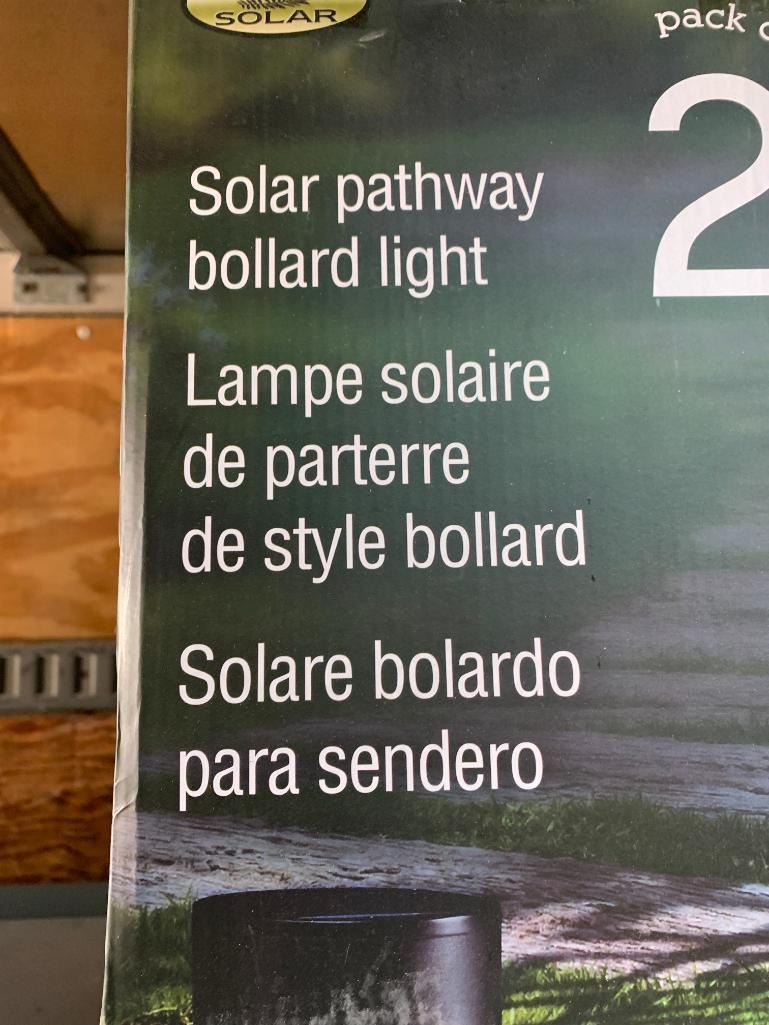 SOLAR
pack
2
Solar pathway
bollard light
Lampe solaire
de parterre
de style bollard
Solare bolardo
para sendero